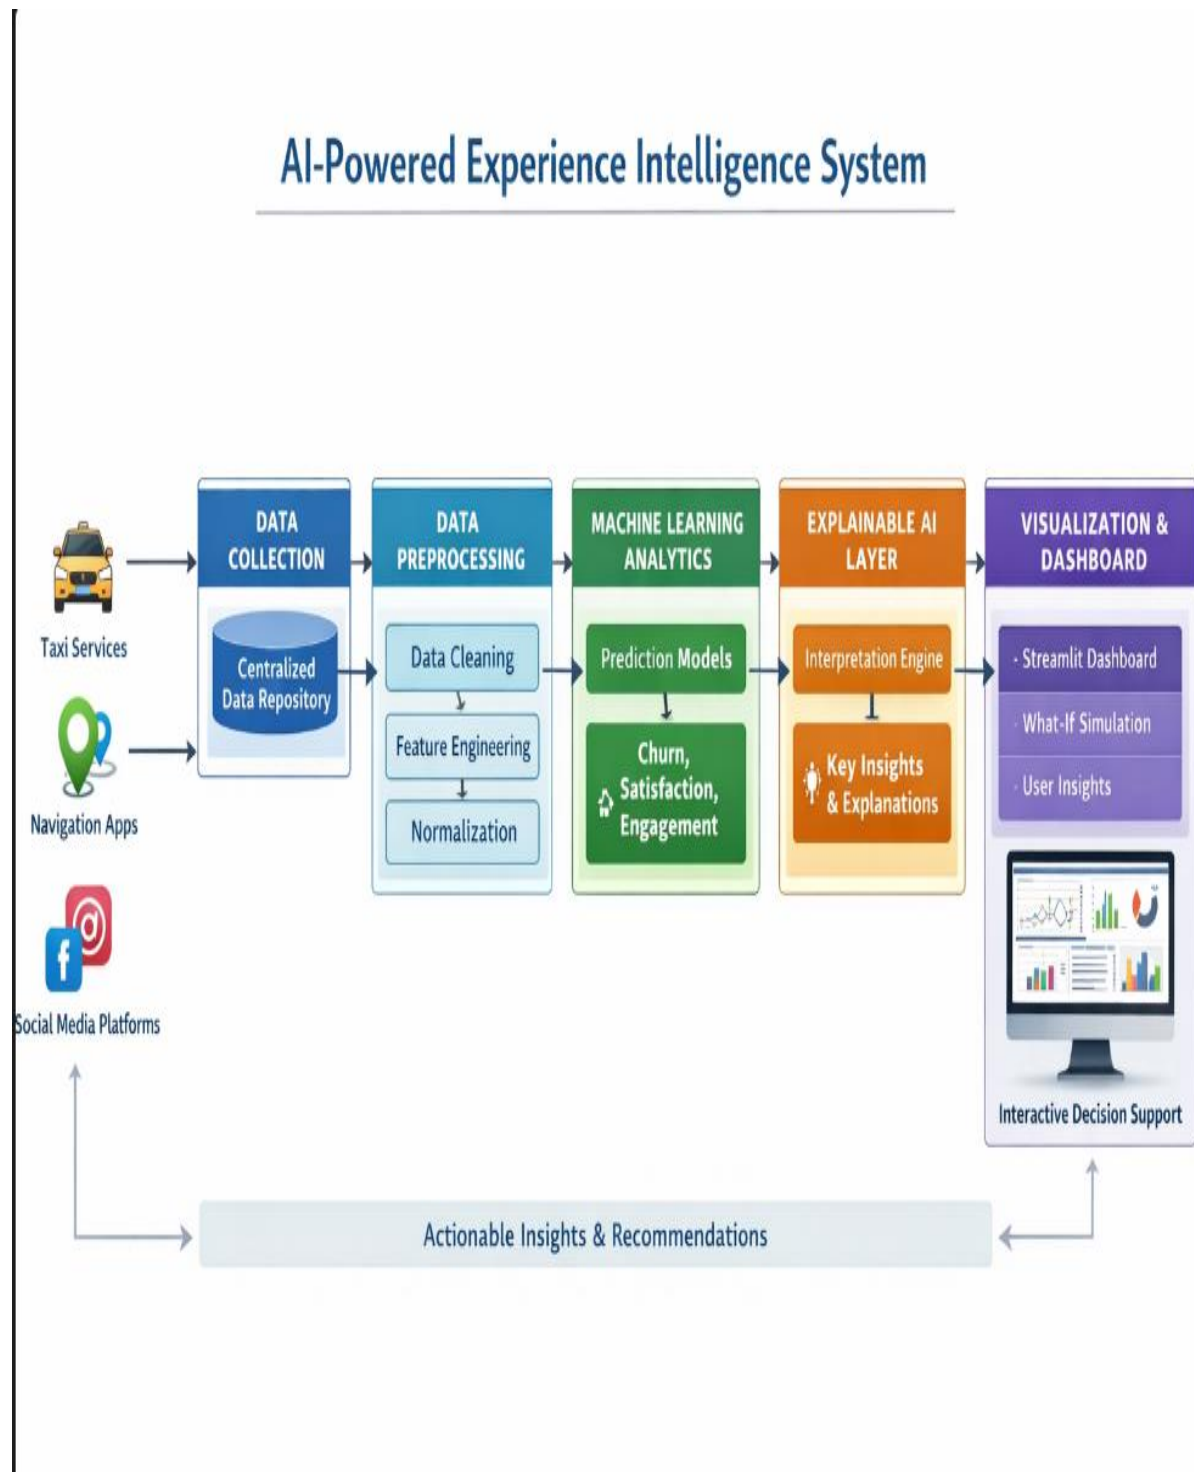 AI-Powered Experience Intelligence System
Taxi Services
Navigation Apps
Social Media Platforms
DATA
COLLECTION
Centralized
Data Repository
DATA
PREPROCESSING
Data Cleaning
Feature Engineering
Normalization
MACHINE LEARNING
ANALYTICS
Prediction Models
Churn,
Satisfaction,
Engagement
EXPLAINABLE AI
LAYER
Interpretation Engine
Key Insights
& Explanations
VISUALIZATION &
DASHBOARD
· Streamlit Dashboard
· What-If Simulation
· User Insights
Interactive Decision Support
Actionable Insights & Recommendations